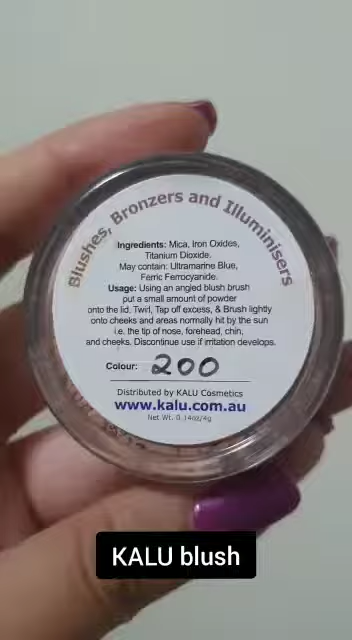 Blushes, Bronzers and Illuminisers
Ingredients: Mica, Iron Oxides,
Titanium Dioxide.
May contain: Ultramarine Blue,
Ferric Ferrocyanide.
Usage: Using an angled blush brush
put a small amount of powder
onto the lid, Twirl, Tap off excess, & Brush lightly
onto cheeks and areas normally hit by the sun
i.e. the tip of nose, forehead, chin,
and cheeks. Discontinue use if irritation develops.
Colour: 200
Distributed by KALU Cosmetics
www.kalu.com.au
Net Wt. 0.14oz/4g
KALU blush